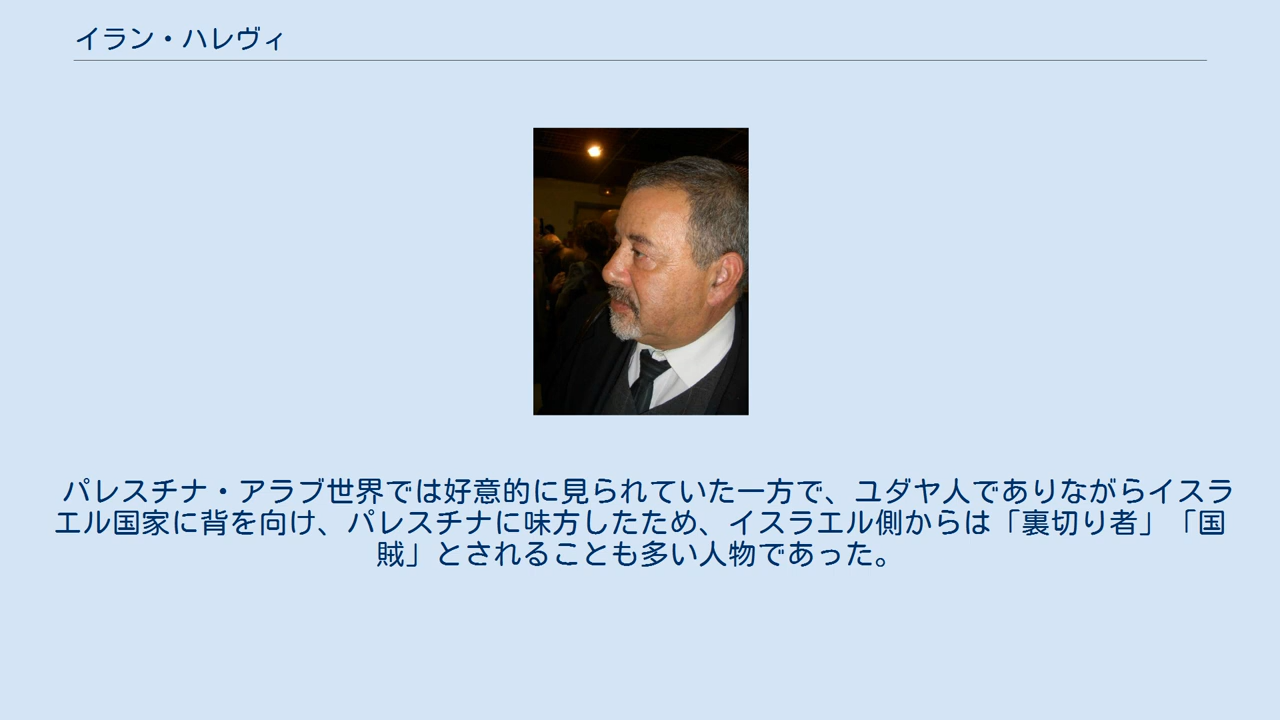 イラン・ハレヴィ
パレスチナ・アラブ世界では好意的に見られていた一方で、ユダヤ人でありながらイスラ
エル国家に背を向け、パレスチナに味方したため、イスラエル側からは「裏切り者」「国
賊」とされることも多い人物であった。